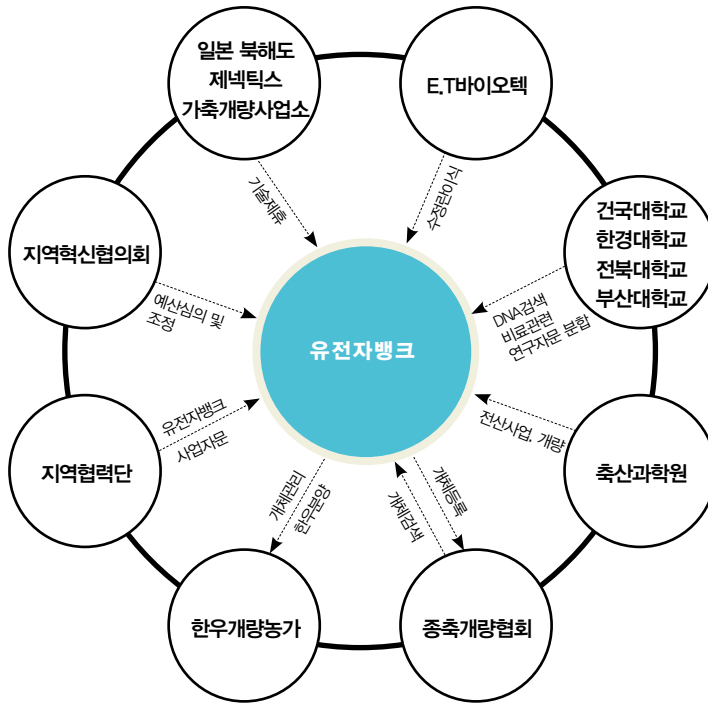 일본 북해도
제넥틱스
가축개량사업소
E.T바이오텍
기술제휴
수정란이식
지역혁신협의회
건국대학교
한경대학교
전북대학교
부산대학교
예산심의 및
조정
DNA검색
비료관련
연구자문 분합
유전자뱅크
유전자뱅크
사업자문
전산사업, 개량
지역협력단
축산과학원
개체관리
한우분양
개체등록
개체검색
한우개량농가
종축개량협회